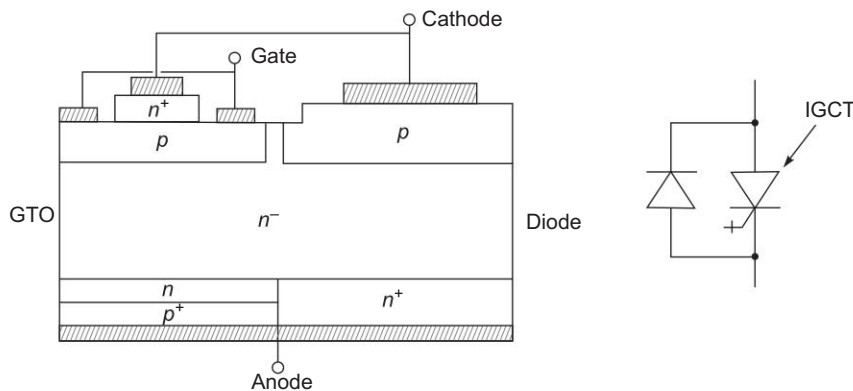 Cathode
Gate
n+
p
p
IGCT
GTO
n−
Diode
n
n+
p+
Anode